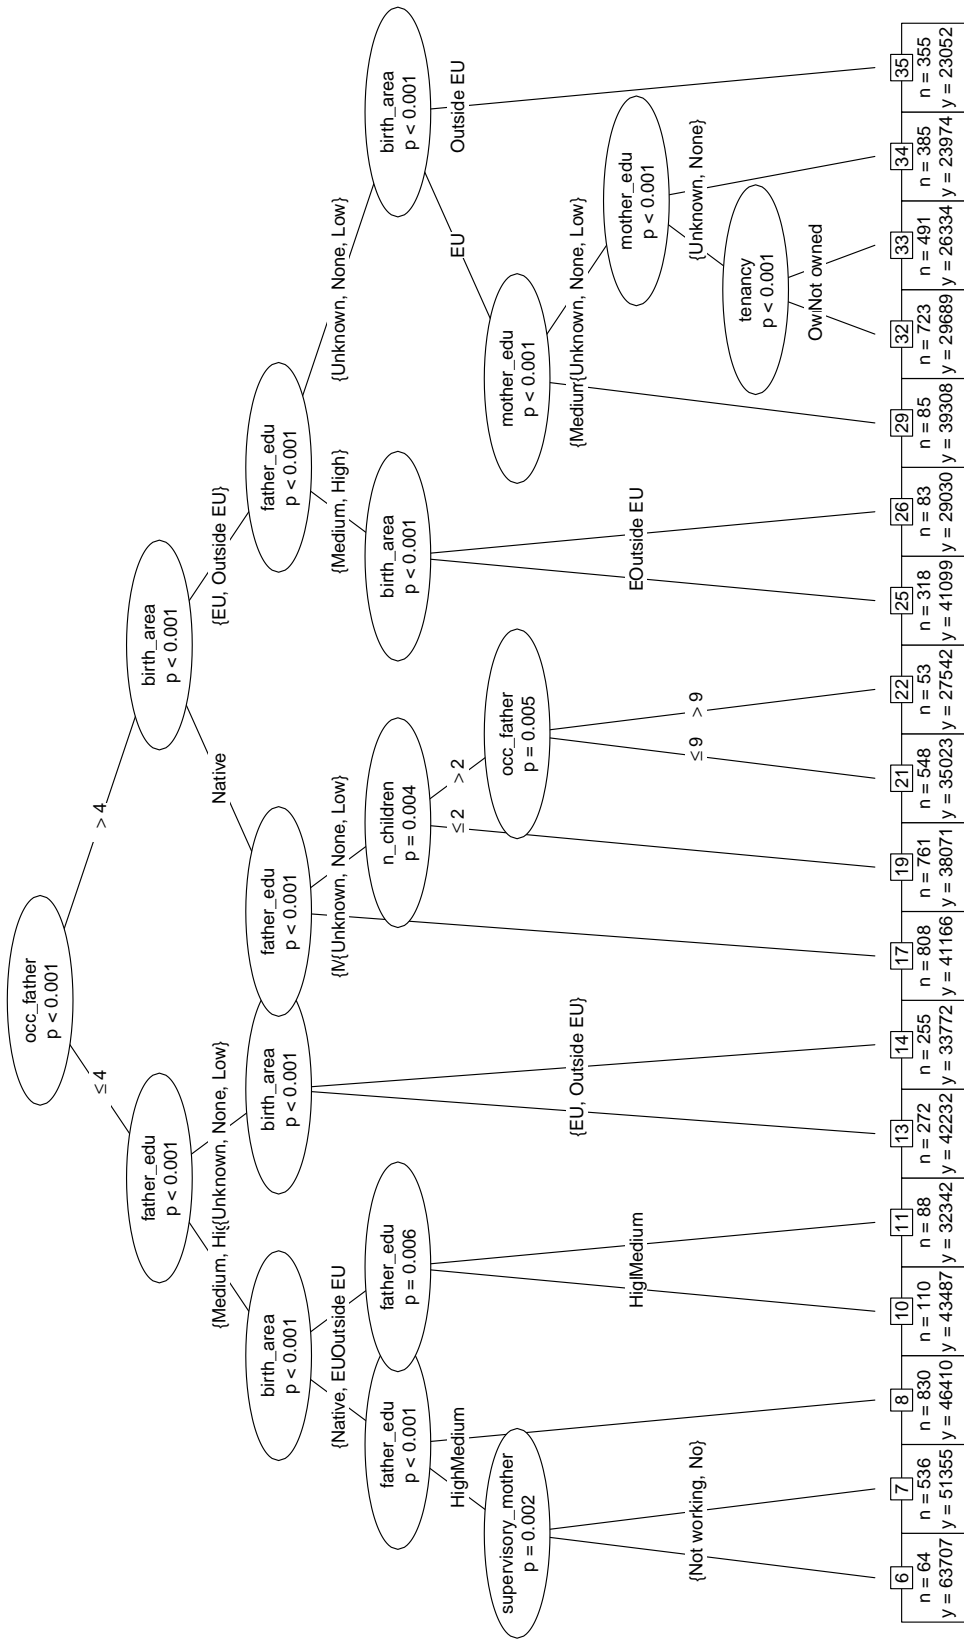 occ_father
p < 0.001
≤ 4
> 4
father_edu
p < 0.001
birth_area
p < 0.001
{Medium, Hi
{Unknown, None, Low}
Native
{EU, Outside EU}
birth_area
p < 0.001
birth_area
p < 0.001
father_edu
p < 0.001
father_edu
p < 0.001
{Native, EU
Outside EU
{M
{Unknown, None, Low}
{Medium, High}
{Unknown, None, Low}
father_edu
p < 0.001
father_edu
p = 0.006
n_children
p = 0.004
birth_area
p < 0.001
birth_area
p < 0.001
High
Medium
≤ 2
> 2
EU
Outside EU
supervisory_mother
p = 0.002
occ_father
p = 0.005
mother_edu
p < 0.001
{Medium
{Unknown, None, Low}
mother_edu
p < 0.001
{Unknown, None}
tenancy
p < 0.001
{Not working, No}
Medium
{EU, Outside EU}
≤ 9
> 9
Outside EU
Not owned
6
n = 64
y = 63707
7
n = 536
y = 51355
8
n = 830
y = 46410
10
n = 110
y = 43487
11
n = 88
y = 32342
13
n = 272
y = 42232
14
n = 255
y = 33772
17
n = 808
y = 41166
19
n = 761
y = 38071
21
n = 548
y = 35023
22
n = 53
y = 27542
25
n = 318
y = 41099
26
n = 83
y = 29030
29
n = 85
y = 39308
32
n = 723
y = 29689
33
n = 491
y = 26334
34
n = 385
y = 23974
35
n = 355
y = 23052